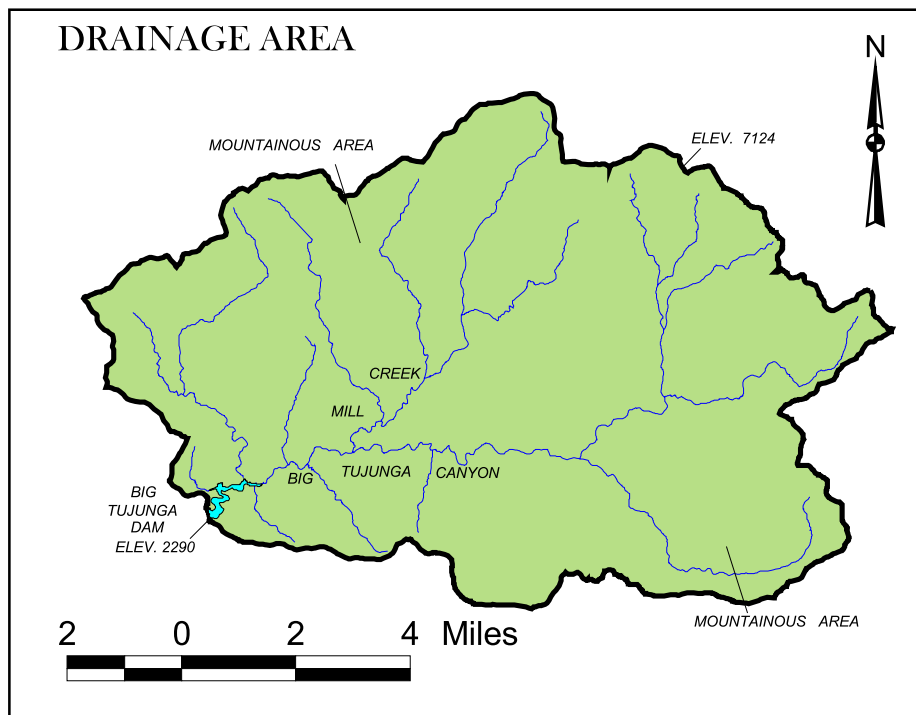 DRAINAGE AREA
N
MOUNTAINOUS AREA
ELEV. 7124
CREEK
MILL
BIG
TUJUNGA
CANYON
BIG
TUJUNGA
DAM
ELEV. 2290
MOUNTAINOUS AREA
2 0 2 4 Miles